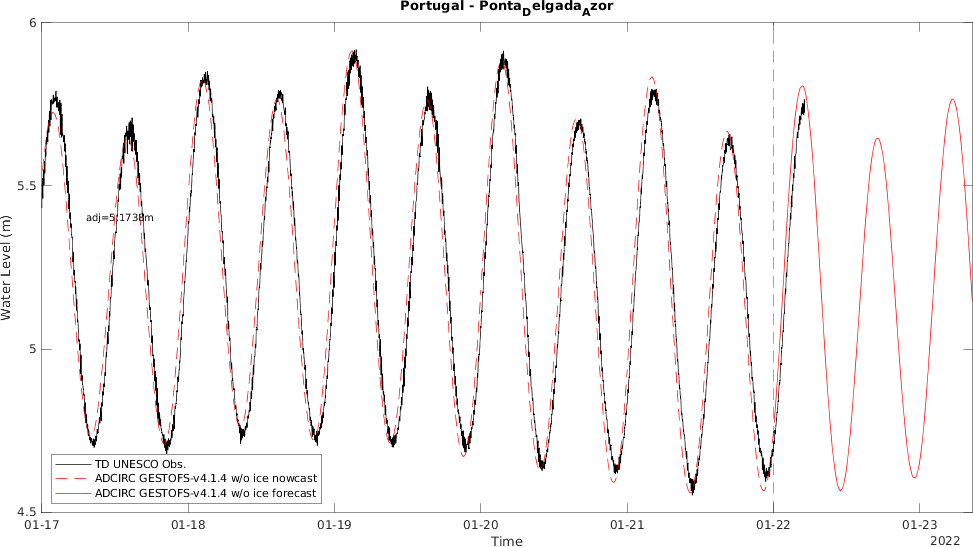 Portugal - Ponta_Delgada_Azor
6
5.5
5
4.5
Water Level (m)
adj=5.1738m
TD UNESCO Obs.
ADCIRC GESTOFS-v4.1.4 w/o ice nowcast
ADCIRC GESTOFS-v4.1.4 w/o ice forecast
01-17 01-18 01-19 01-20 01-21 01-22 01-23
Time
2022